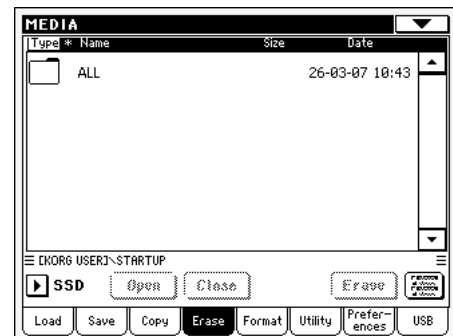 MEDIA
Type * Name Size Date
ALL 26-03-07 10:43
[KORG USER]\STARTUP
SSD Open Close Erase
Load Save Copy Erase Format Utility Prefer-ences USB